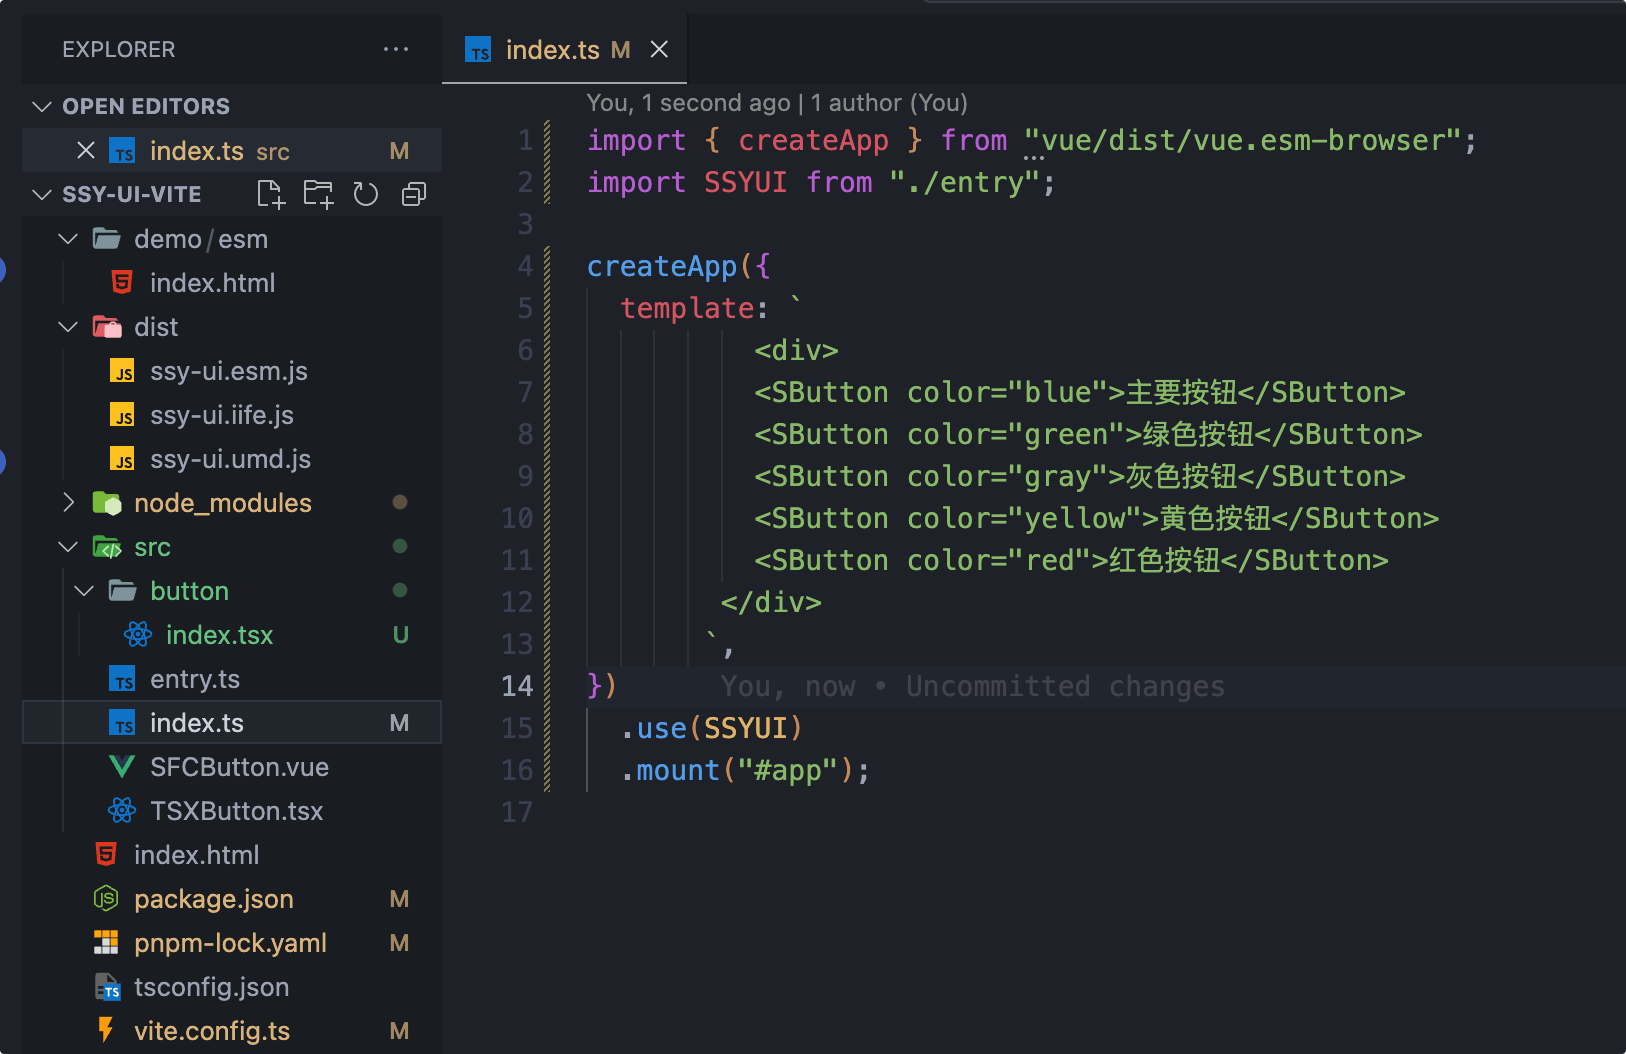 EXPLORER
OPEN EDITORS
index.ts src M
SSY-UI-VITE
demo/esm
index.html
dist
ssy-ui.esm.js
ssy-ui.iife.js
ssy-ui.umd.js
node_modules
src
button
index.tsx U
entry.ts
index.ts M
SFCButton.vue
TSXButton.tsx
index.html
package.json M
pnpm-lock.yaml M
tsconfig.json
vite.config.ts M
index.ts M
You, 1 second ago | 1 author (You)
1 import { createApp } from "vue/dist/vue.esm-browser";
2 import SSYUI from "./entry";
3
4 createApp({
5 template: `
6 <div>
7 <SButton color="blue">主要按钮</SButton>
8 <SButton color="green">绿色按钮</SButton>
9 <SButton color="gray">灰色按钮</SButton>
10 <SButton color="yellow">黄色按钮</SButton>
11 <SButton color="red">红色按钮</SButton>
12 </div>
13 `,
14 }) You, now • Uncommitted changes
15 .use(SSYUI)
16 .mount("#app");
17